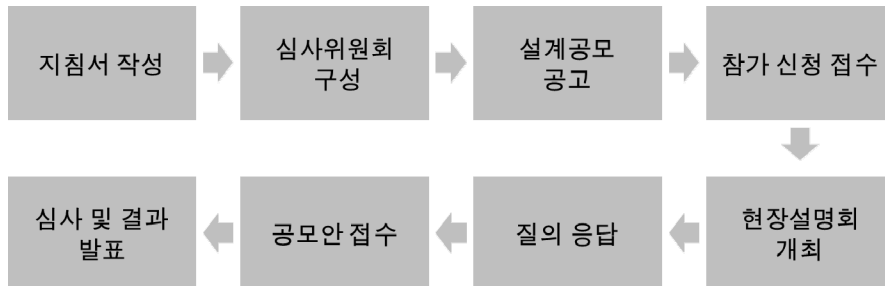 지침서 작성
심사위원회
구성
설계공모
공고
참가 신청 접수
현장설명회
개최
질의 응답
공모안 접수
심사 및 결과
발표